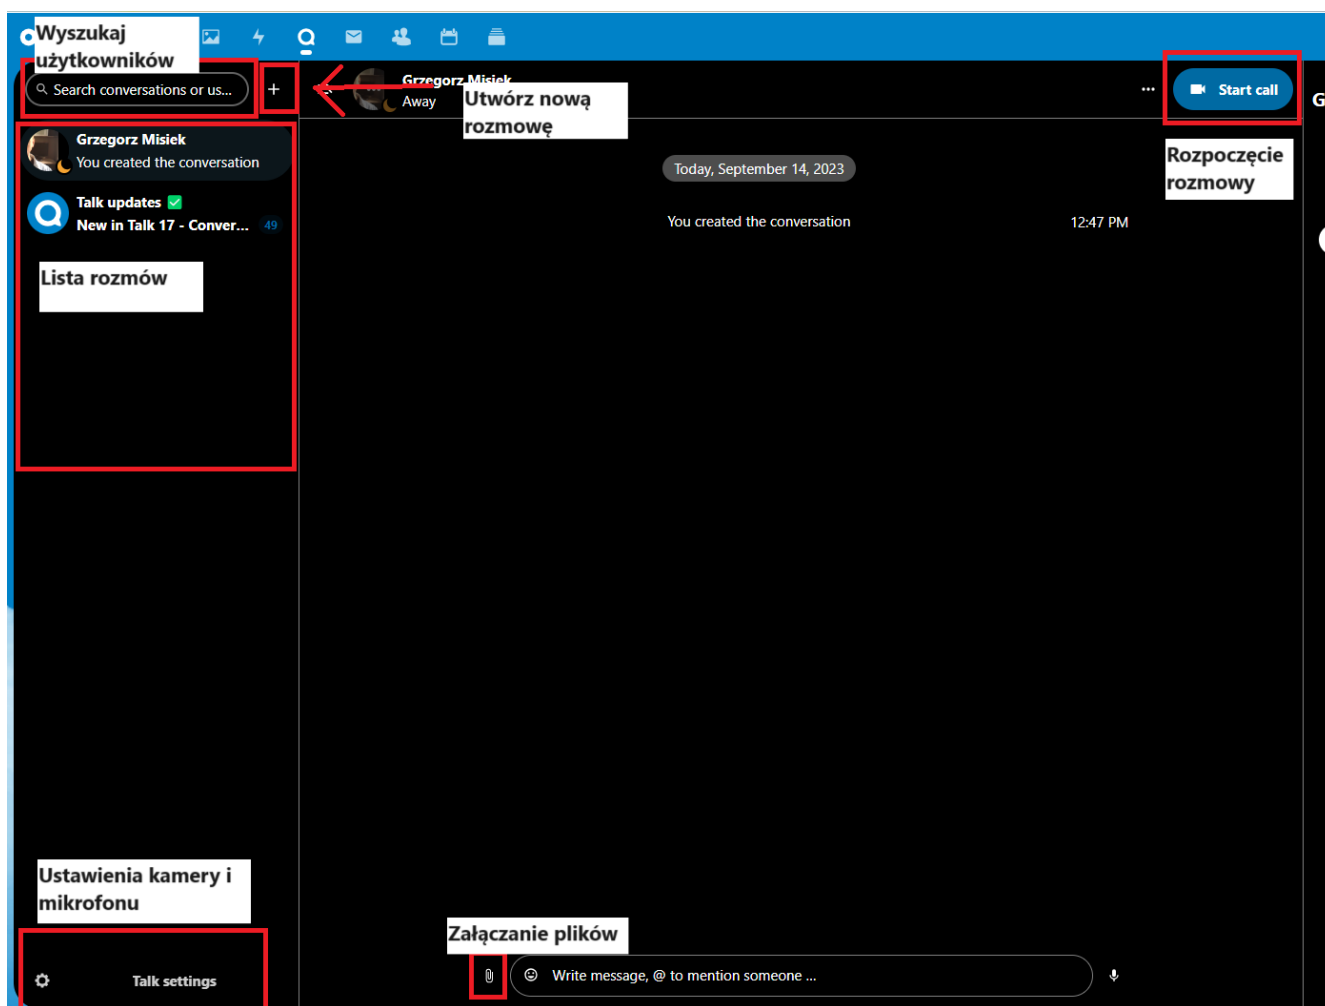 Wyszukaj
użytkowników
Search conversations or us...
Grzegorz Misiek
Away
Utwórz nową
rozmowę
Start call
G
Rozpoczęcie
rozmowy
Grzegorz Misiek
You created the conversation
Talk updates ✅
New in Talk 17 - Conver... 49
Lista rozmów
Today, September 14, 2023
You created the conversation 12:47 PM
Ustawienia kamery i
mikrofonu
Talk settings
Załączanie plików
Write message, @ to mention someone ...